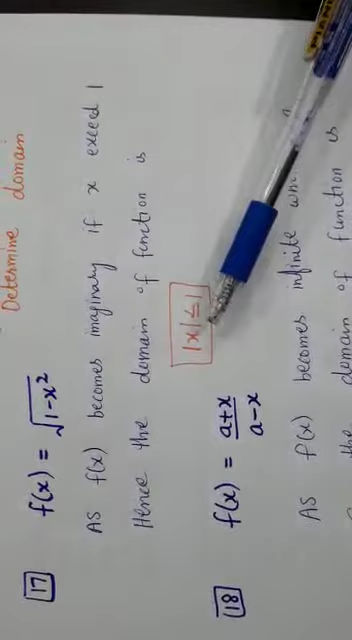 Determine domain
17 f(x) = √1-x²
AS f(x) becomes imaginary if x exceed 1
Hence the domain of function is
|x|≤1
18 f(x) = a+x/a-x
AS f(x) becomes infinite
the domain of function is